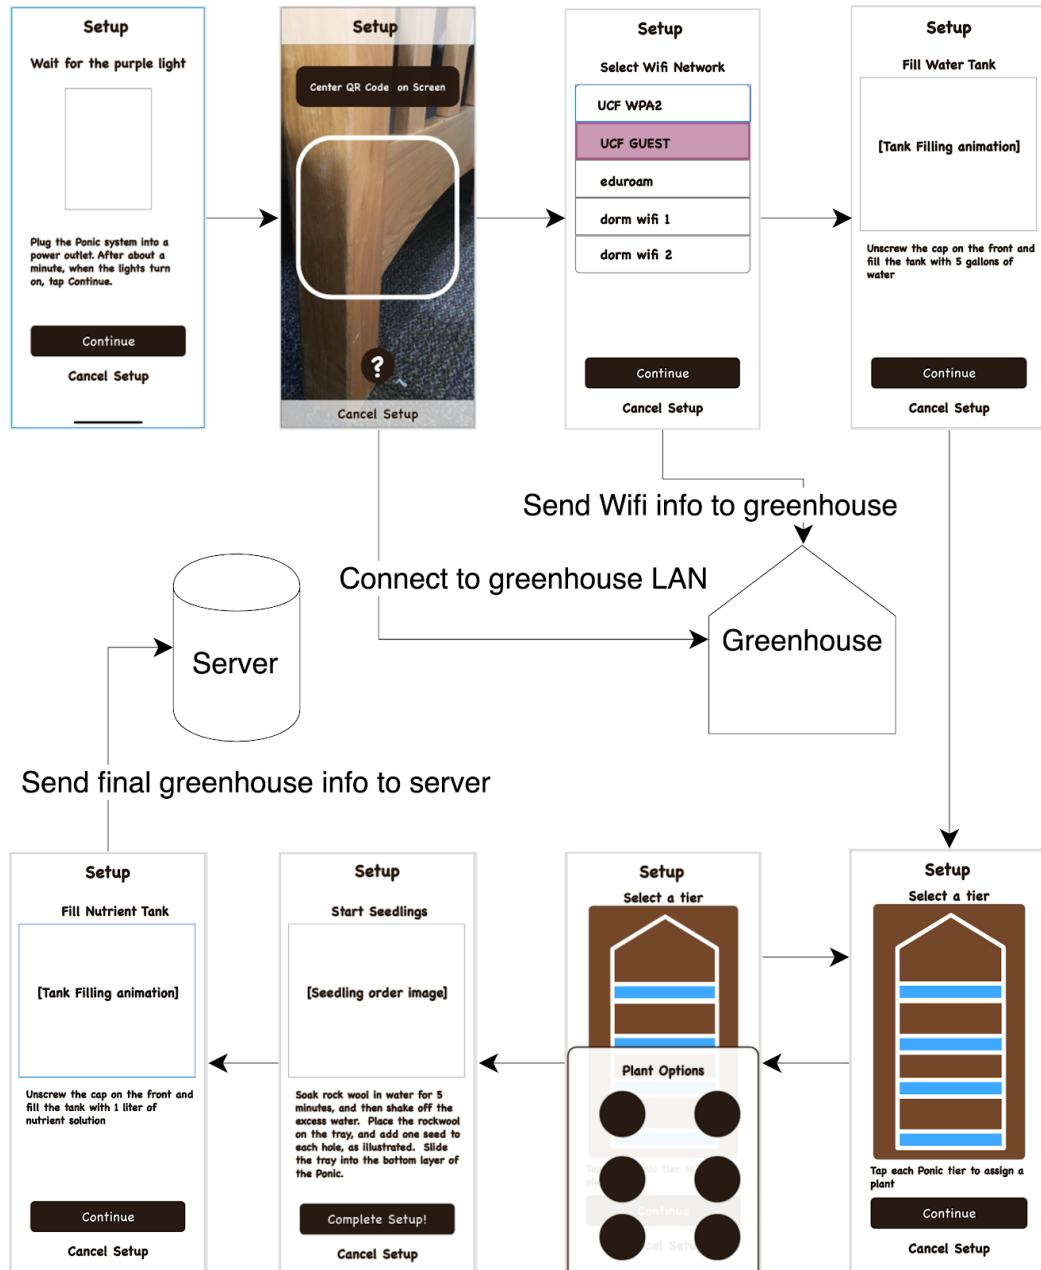 Setup
Wait for the purple light
Plug the Ponic system into a
power outlet. After about a
minute, when the lights turn
on, tap Continue.
Continue
Cancel Setup
Setup
Center QR Code on Screen
?
Cancel Setup
Setup
Select Wifi Network
UCF WPA2
UCF GUEST
eduroam
dorm wifi 1
dorm wifi 2
Continue
Cancel Setup
Setup
Fill Water Tank
[Tank Filling animation]
Unscrew the cap on the front and
fill the tank with 5 gallons of
water
Continue
Cancel Setup
Send Wifi info to greenhouse
Connect to greenhouse LAN
Server
Greenhouse
Send final greenhouse info to server
Setup
Fill Nutrient Tank
[Tank Filling animation]
Unscrew the cap on the front and
fill the tank with 1 liter of
nutrient solution
Continue
Cancel Setup
Setup
Start Seedlings
[Seedling order image]
Soak rock wool in water for 5
minutes, and then shake off the
excess water. Place the rockwool
on the tray, and add one seed to
each hole, as illustrated. Slide
the tray into the bottom layer of
the Ponic.
Complete Setup!
Cancel Setup
Setup
Select a tier
Plant Options
Continue
Setup
Select a tier
Tap each Ponic tier to assign a
plant
Continue
Cancel Setup